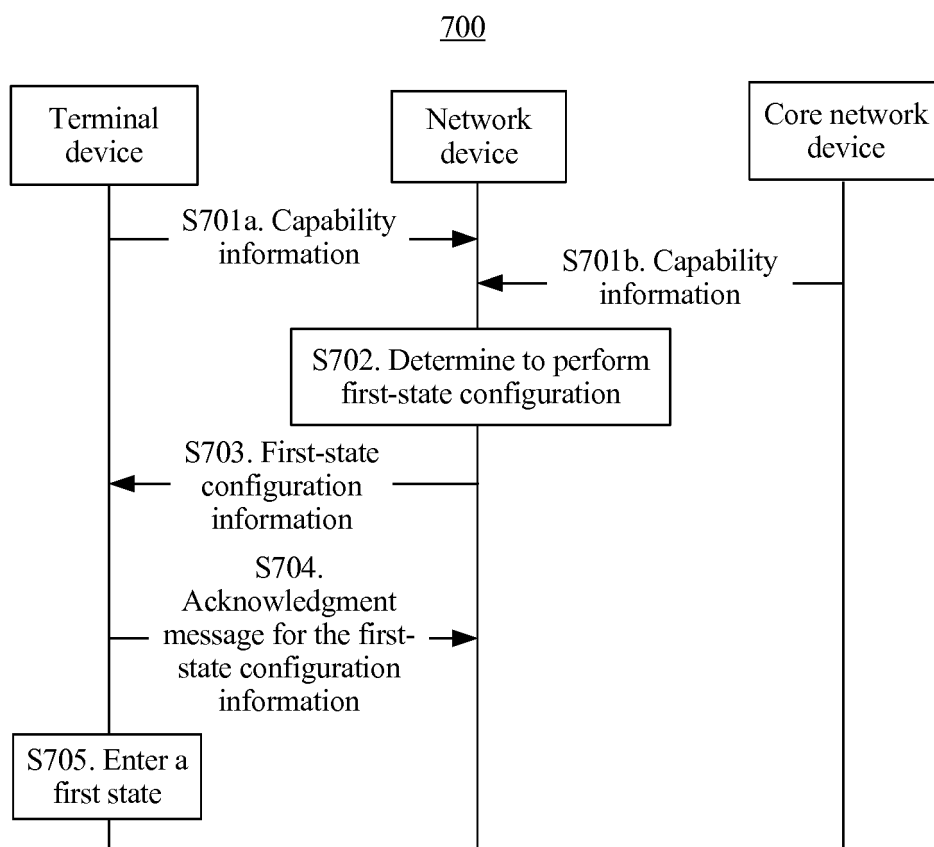 700
Terminal
device
Network
device
Core network
device
S701a. Capability
information
S701b. Capability
information
S702. Determine to perform
first-state configuration
S703. First-state
configuration
information
S704.
Acknowledgment
message for the first-
state configuration
information
S705. Enter a
first state